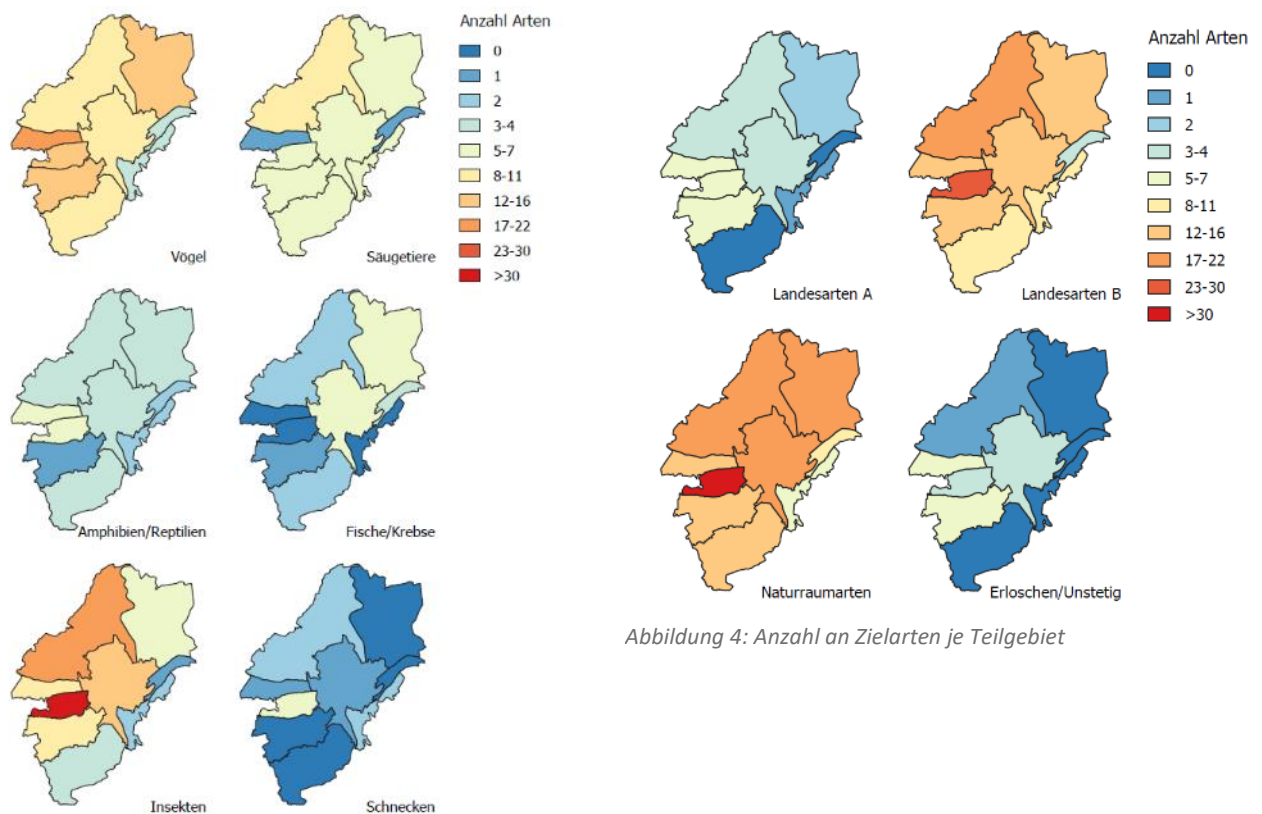 Anzahl Arten
0
1
2
3-4
5-7
8-11
12-16
17-22
23-30
>30
Vögel
Säugetiere
Amphibien/Reptilien
Fische/Krebse
Insekten
Schnecken
Anzahl Arten
0
1
2
3-4
5-7
8-11
12-16
17-22
23-30
>30
Landesarten A
Landesarten B
Naturraumarten
Erloschen/Unstetig
Abbildung 4: Anzahl an Zielarten je Teilgebiet